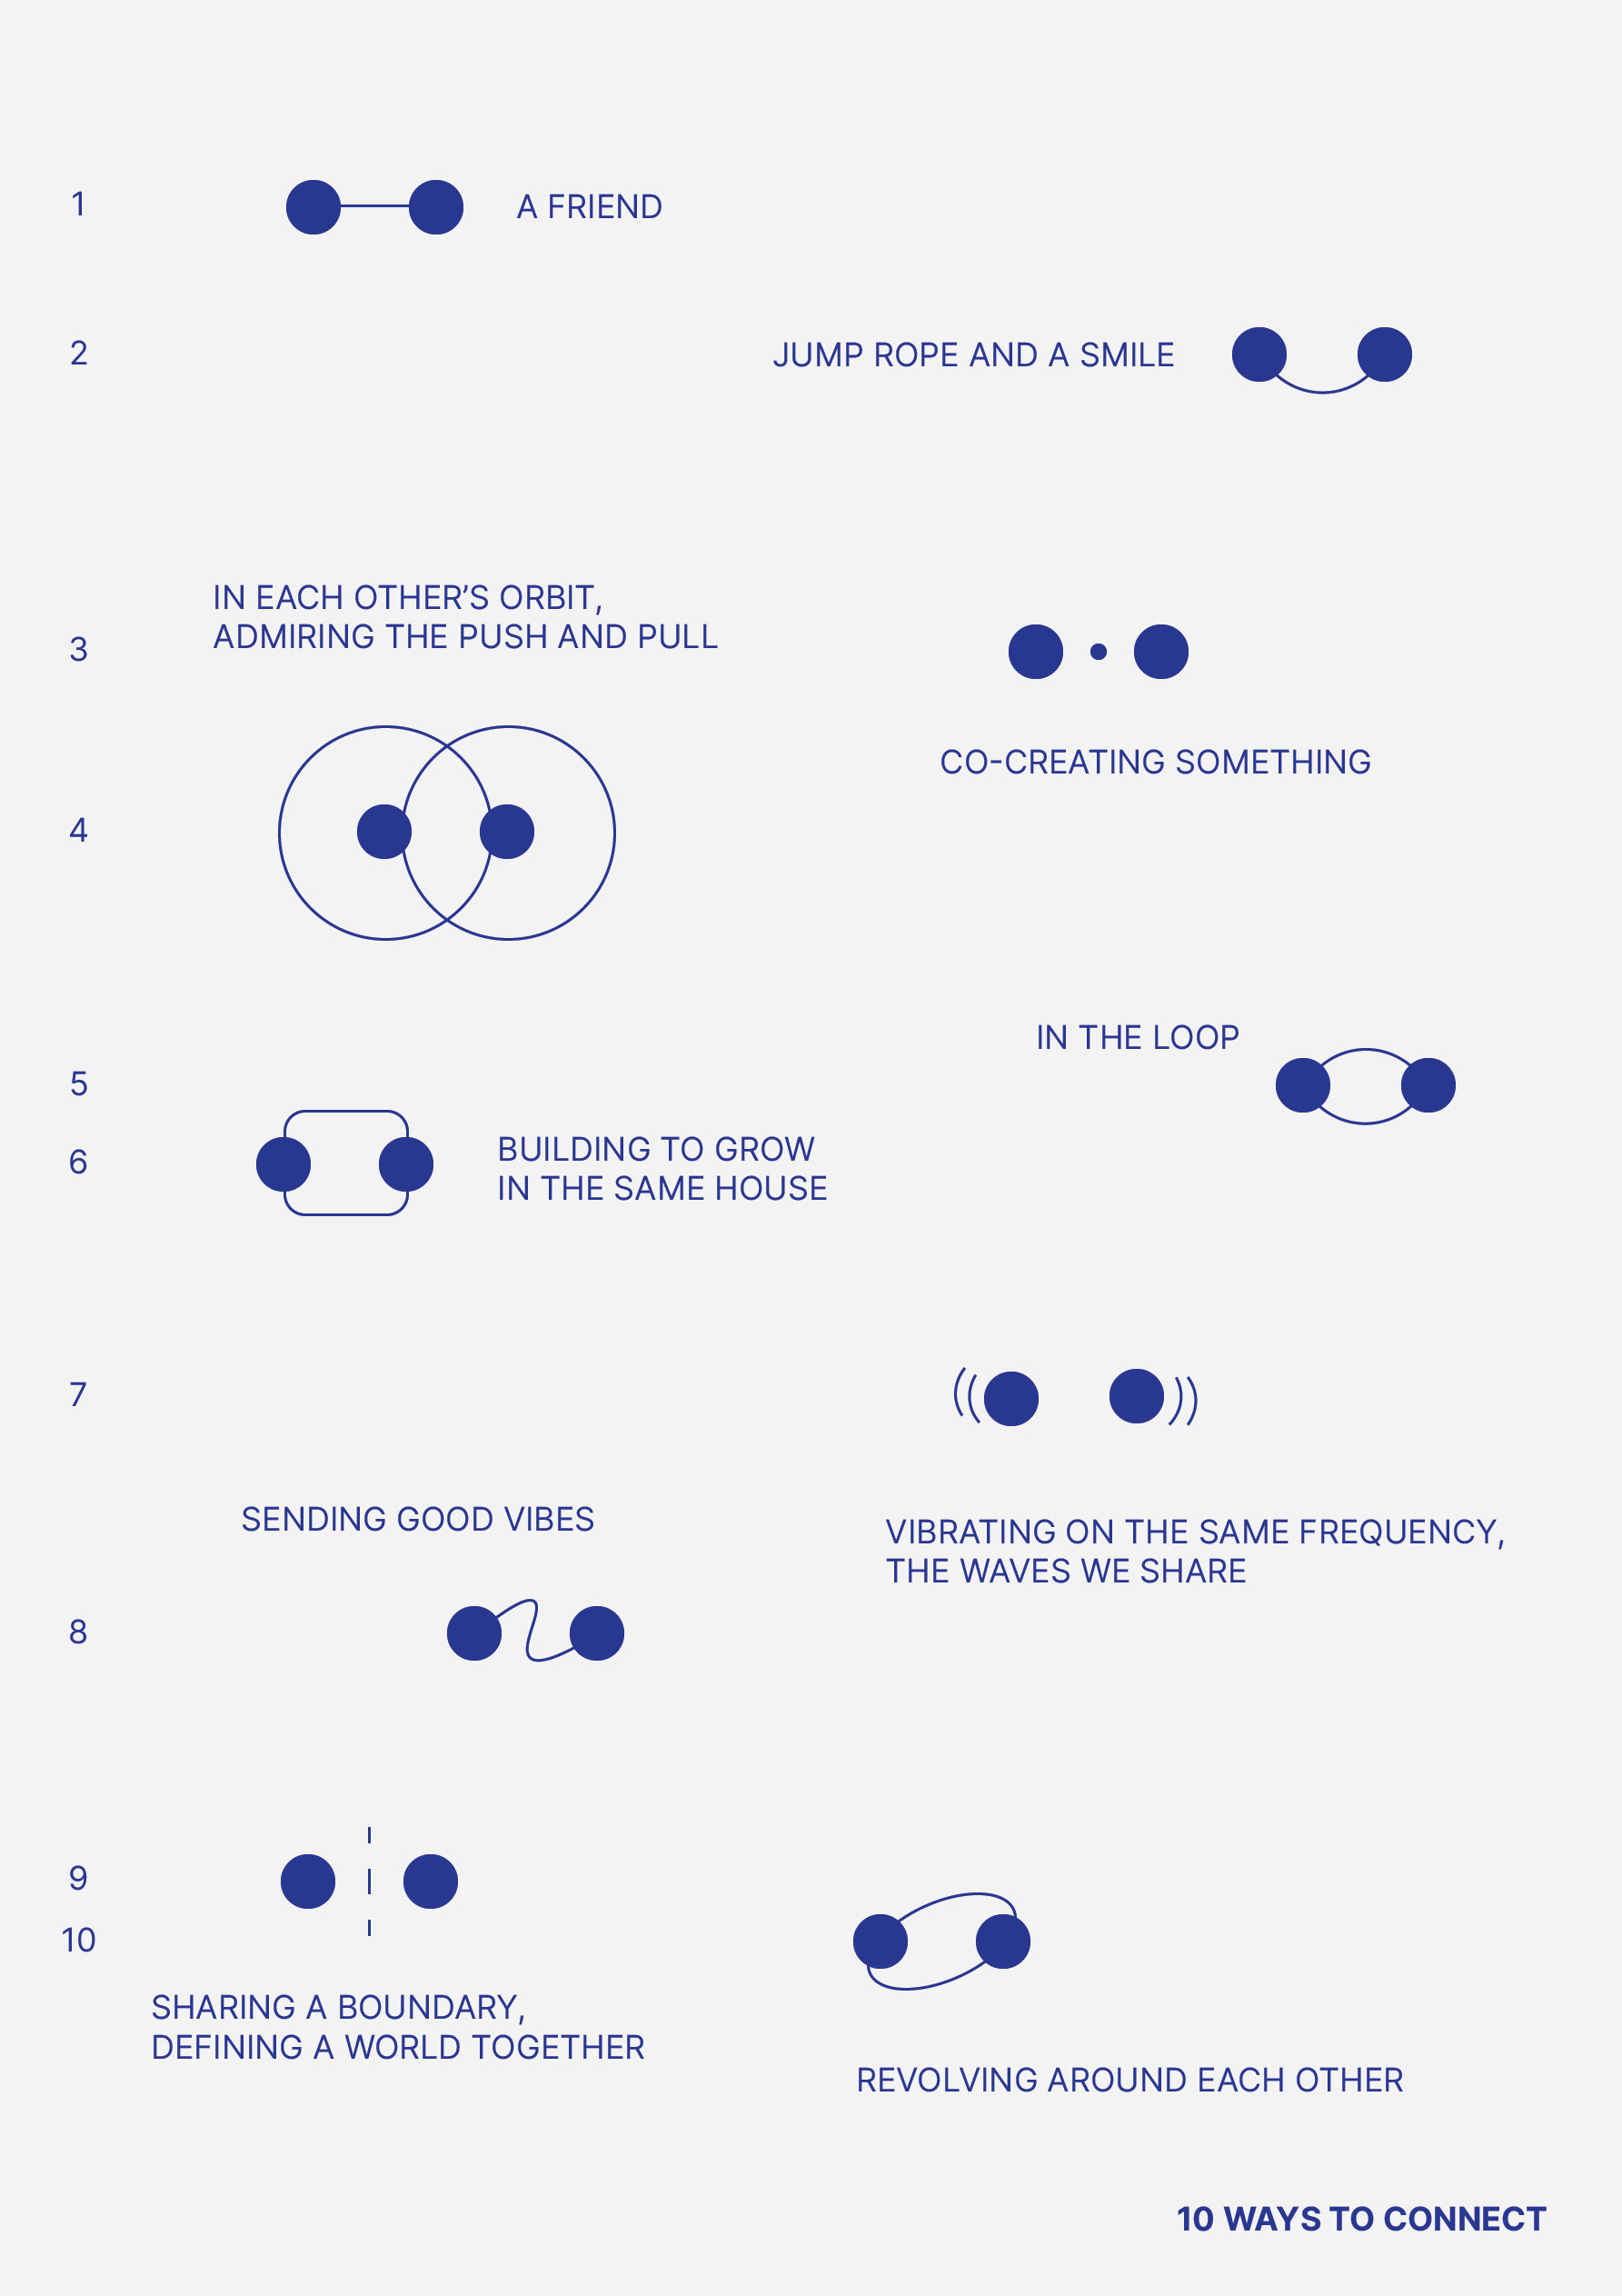 1
A FRIEND
2
JUMP ROPE AND A SMILE
IN EACH OTHER’S ORBIT,
ADMIRING THE PUSH AND PULL
3
CO-CREATING SOMETHING
4
IN THE LOOP
5
6
BUILDING TO GROW
IN THE SAME HOUSE
7
SENDING GOOD VIBES
VIBRATING ON THE SAME FREQUENCY,
THE WAVES WE SHARE
8
9
10
SHARING A BOUNDARY,
DEFINING A WORLD TOGETHER
REVOLVING AROUND EACH OTHER
10 WAYS TO CONNECT